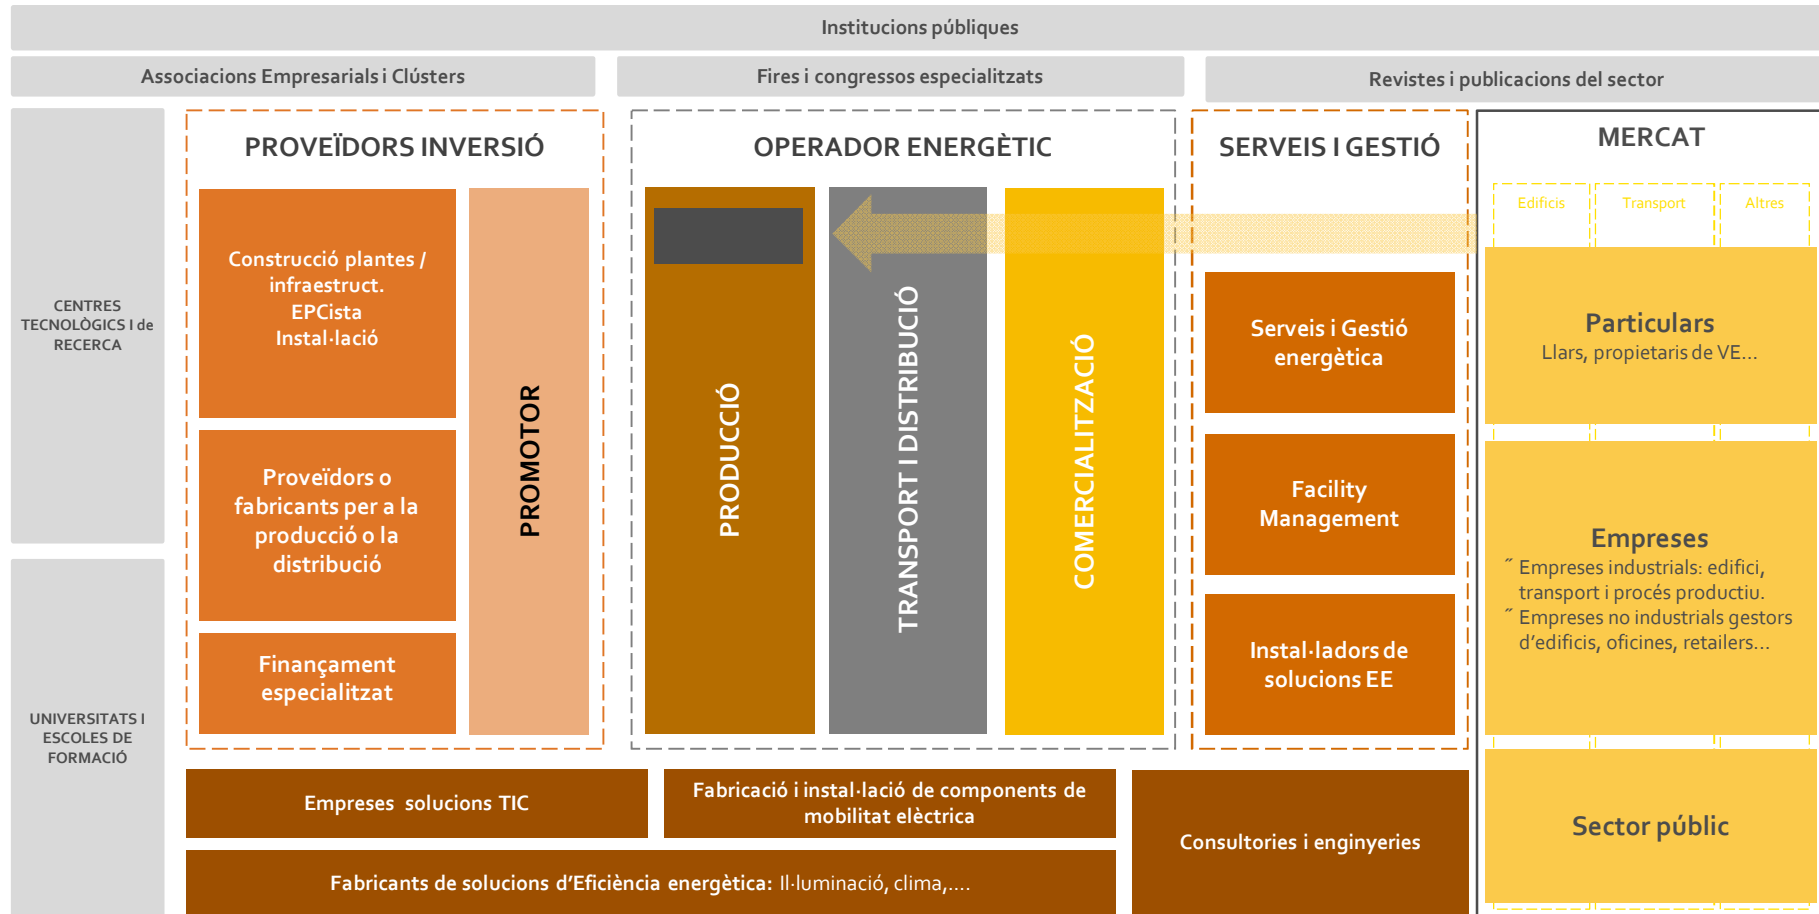 Institucions públiques
Associacions Empresarials i Clústers
Fires i congressos especialitzats
Revistes i publicacions del sector
CENTRES
TECNOLÒGICS I de
RECERCA
UNIVERSITATS I
ESCOLES DE
FORMACIÓ
PROVEÏDORS INVERSIÓ
Construcció plantes /
infraestruct.
EPCista
Instal·lació
Proveïdors o
fabricants per a la
producció o la
distribució
Finançament
especialitzat
PROMOTOR
OPERADOR ENERGÈTIC
PRODUCCIÓ
TRANSPORT I DISTRIBUCIÓ
COMERCIALITZACIÓ
SERVEIS I GESTIÓ
Serveis i Gestió
energètica
Facility
Management
Instal·ladors de
solucions EE
MERCAT
Edificis
Transport
Altres
Particulars
Llars, propietaris de VE...
Empreses
˝ Empreses industrials: edifici,
transport i procés productiu.
˝ Empreses no industrials gestors
d'edificis, oficines, retailers...
Sector públic
Empreses solucions TIC
Fabricació i instal·lació de components de
mobilitat elèctrica
Consultories i enginyeries
Fabricants de solucions d'Eficiència energètica: Il·luminació, clima,....